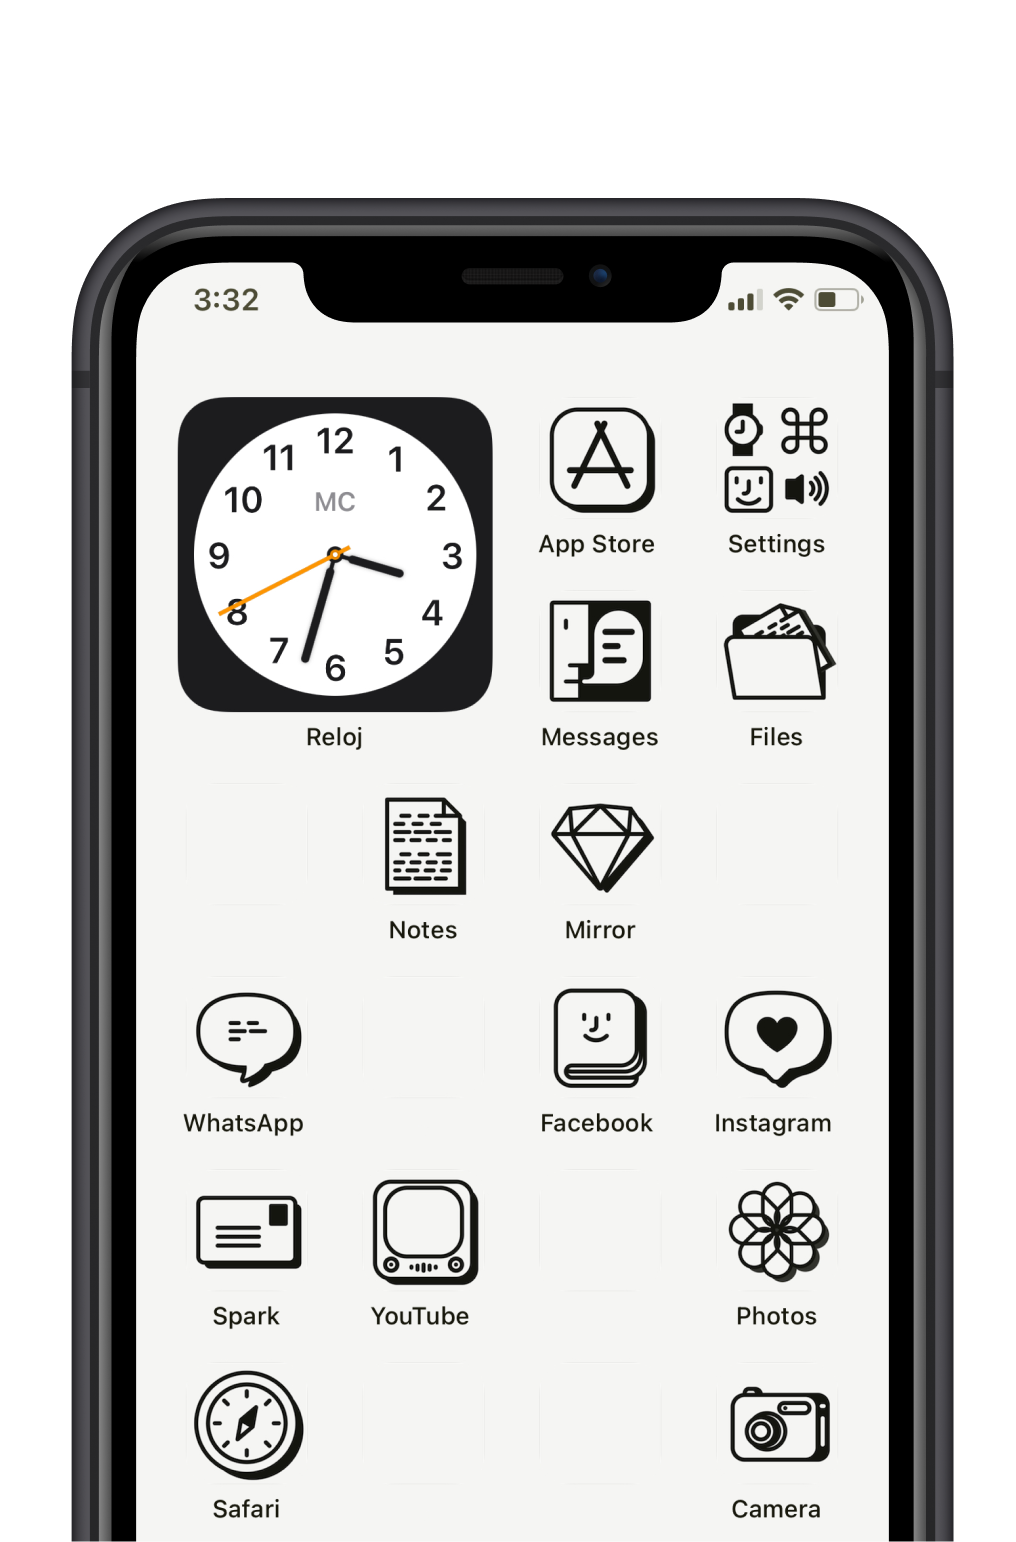 3:32
12
11
1
10
MC
2
9
3
8
4
7
5
6
App Store
Settings
Reloj
Messages
Files
Notes
Mirror
WhatsApp
Facebook
Instagram
Spark
YouTube
Photos
Safari
Camera